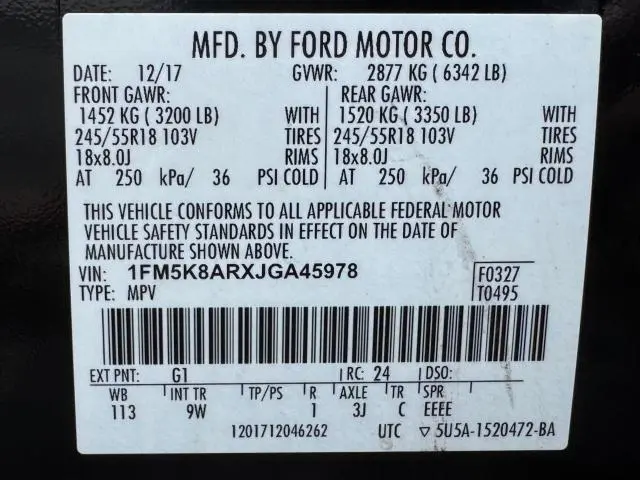 MFD. BY FORD MOTOR CO.
DATE: 12/17 GVWR: 2877 KG ( 6342 LB)
FRONT GAWR: REAR GAWR:
1452 KG ( 3200 LB) WITH 1520 KG ( 3350 LB) WITH
245/55R18 103V TIRES 245/55R18 103V TIRES
18x8.0J RIMS 18x8.0J RIMS
AT 250 kPa/ 36 PSI COLD AT 250 kPa/ 36 PSI COLD
THIS VEHICLE CONFORMS TO ALL APPLICABLE FEDERAL MOTOR
VEHICLE SAFETY STANDARDS IN EFFECT ON THE DATE OF
MANUFACTURE SHOWN ABOVE.
VIN: 1FM5K8ARXJGA45978 F0327
TYPE: MPV T0495
EXT PNT: G1 RC: 24 DSO:
WB INT TR TP/PS R AXLE TR SPR
113 9W 1 3J C EEEE
1201712046262 UTC ▽ 5U5A-1520472-BA